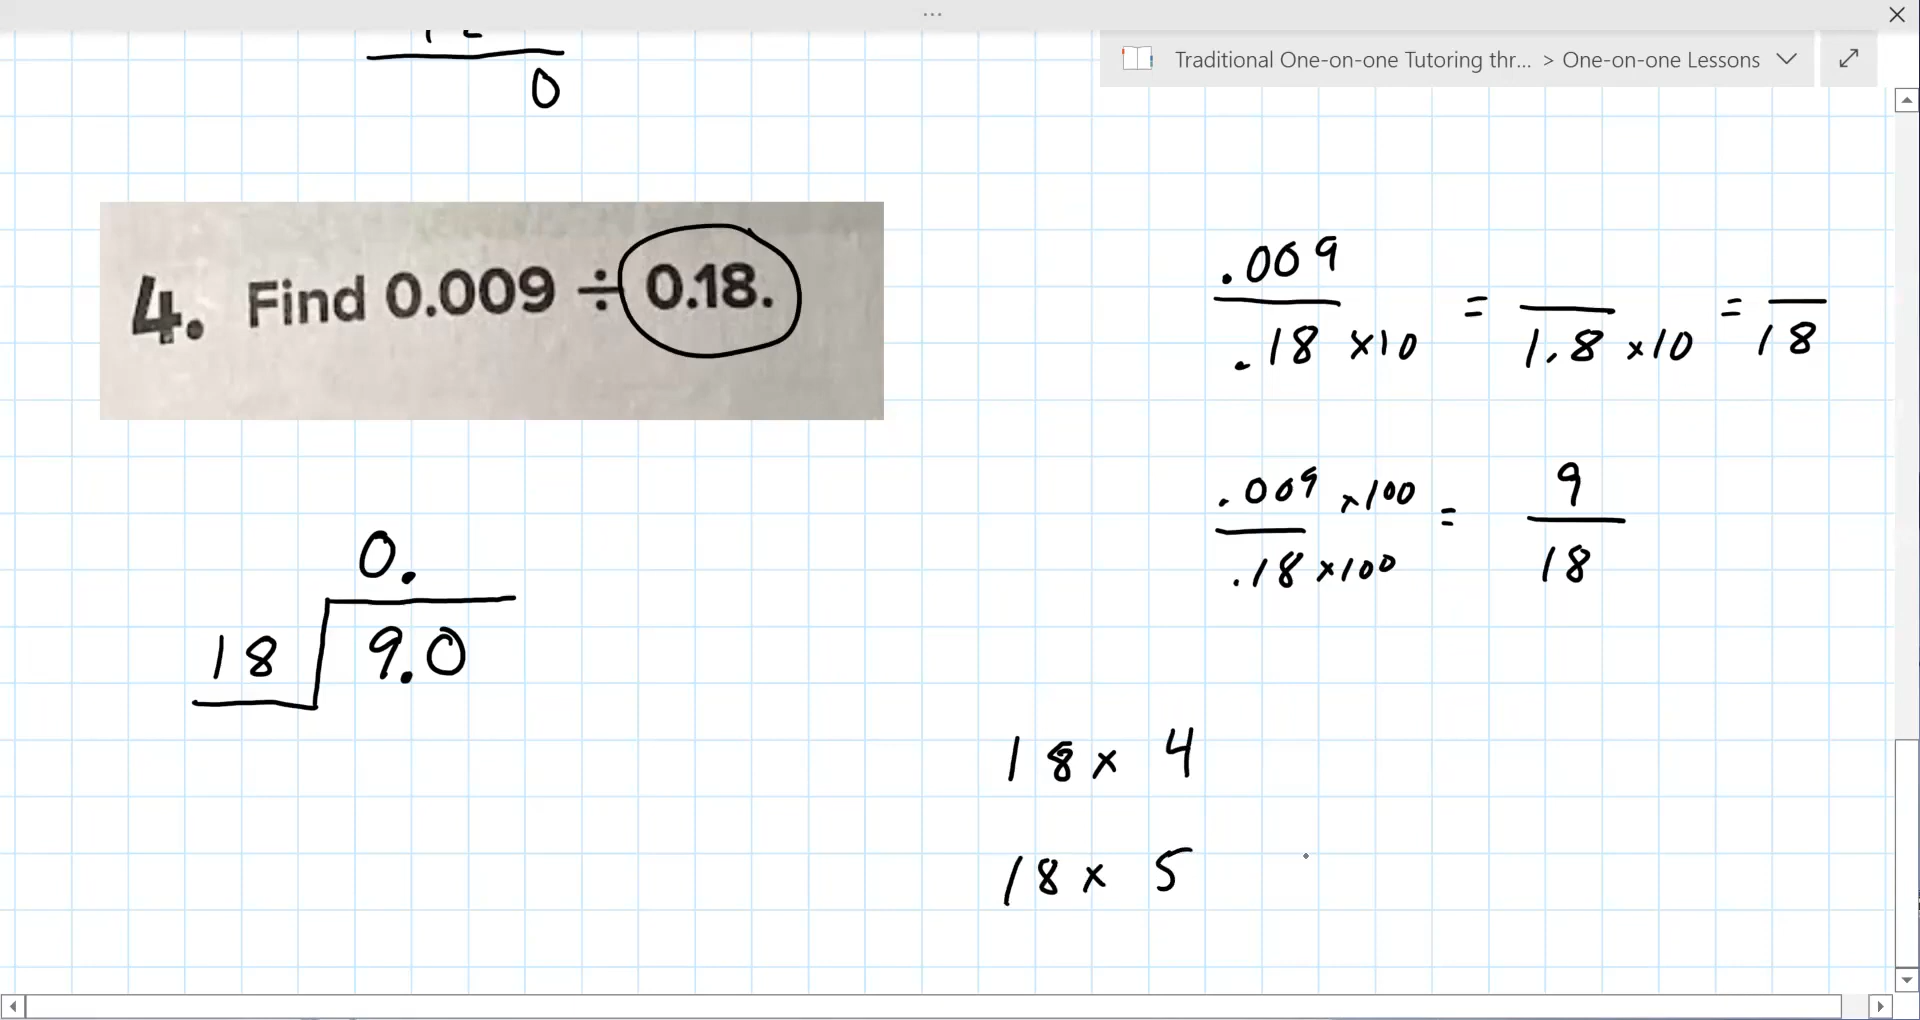 ...
Traditional One-on-one Tutoring thr... > One-on-one Lessons
0
4. Find 0.009 ÷ 0.18.
.009
.18 ×10 = 1.8 ×10 = 18
.009 ×100 = 9
.18 ×100 18
0.
18 9.0
18 × 4
18 × 5